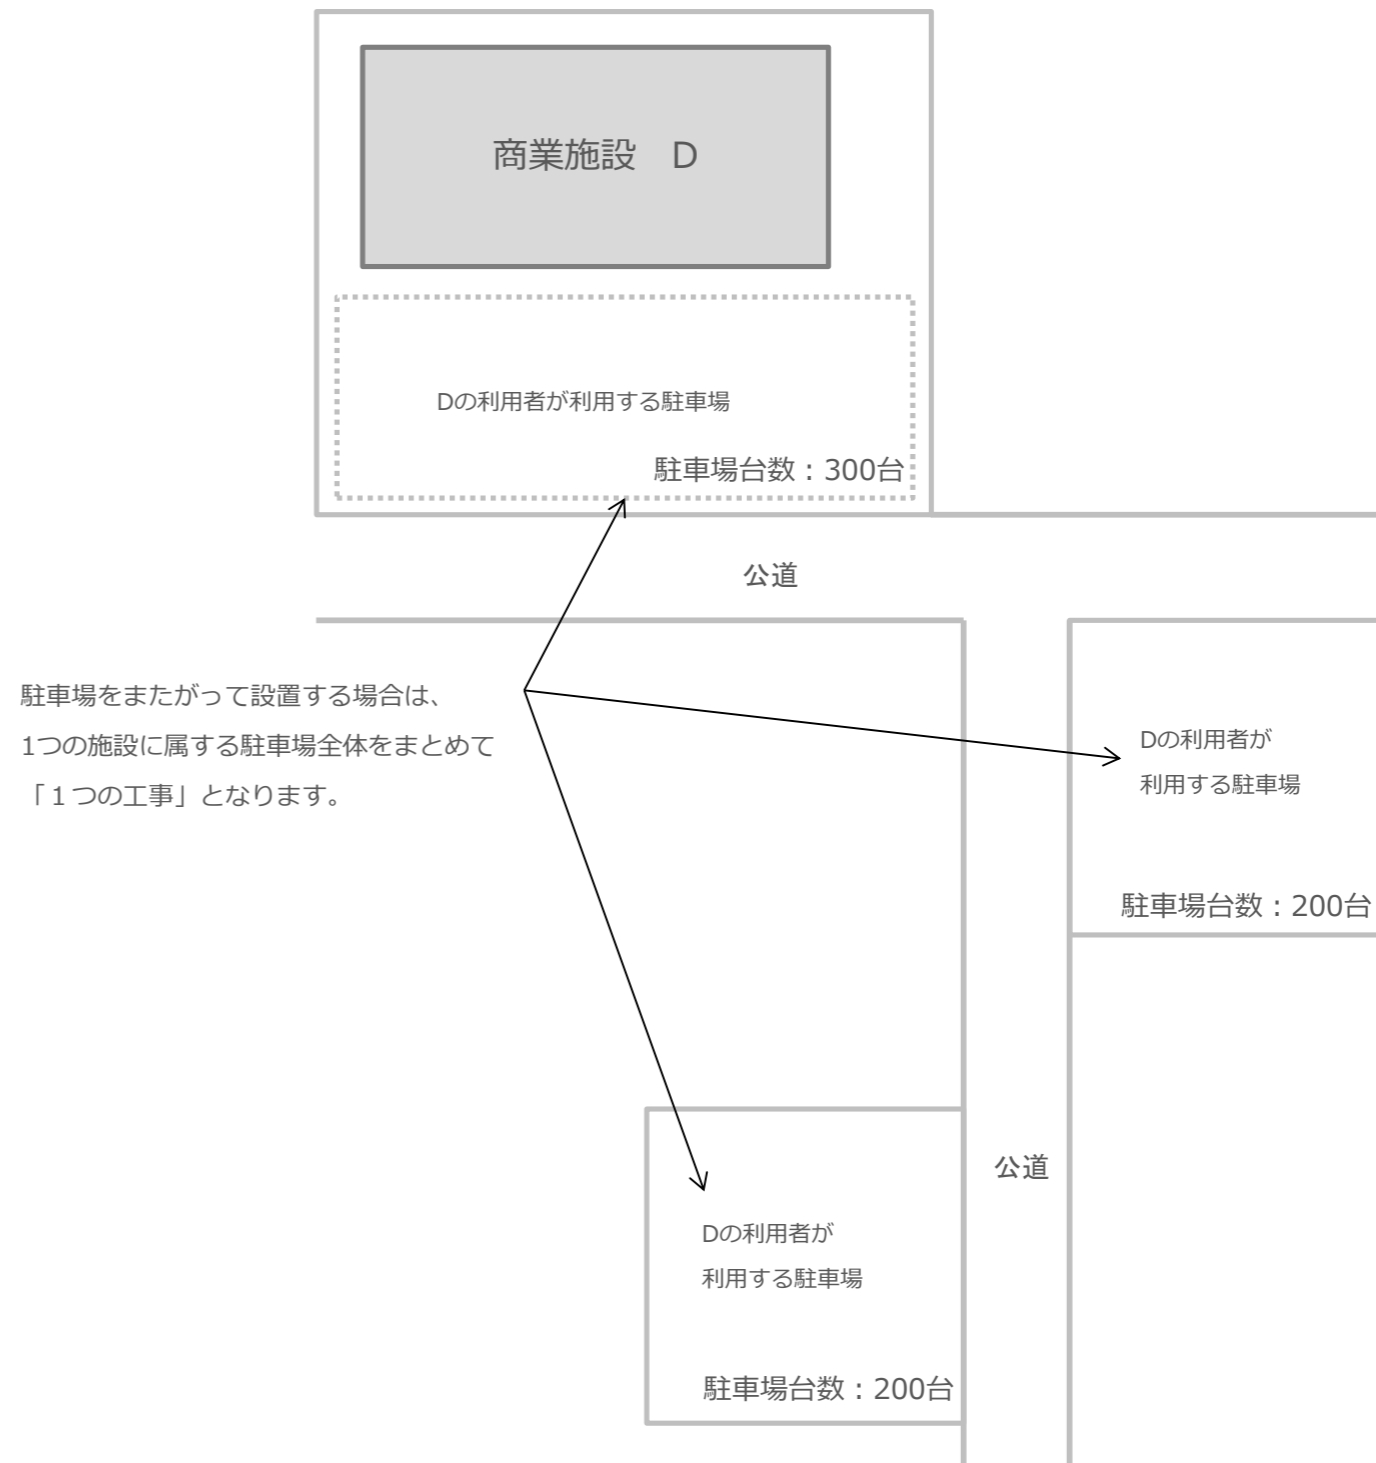 商業施設　D
Dの利用者が利用する駐車場
駐車場台数：300台
公道
駐車場をまたがって設置する場合は、
1つの施設に属する駐車場全体をまとめて
「１つの工事」となります。
Dの利用者が
利用する駐車場
駐車場台数：200台
公道
Dの利用者が
利用する駐車場
駐車場台数：200台